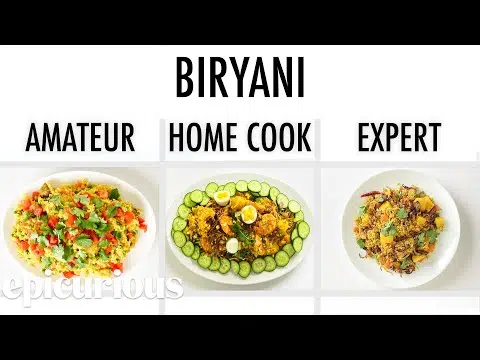 BIRYANI
AMATEUR
HOME COOK
EXPERT
epicurious